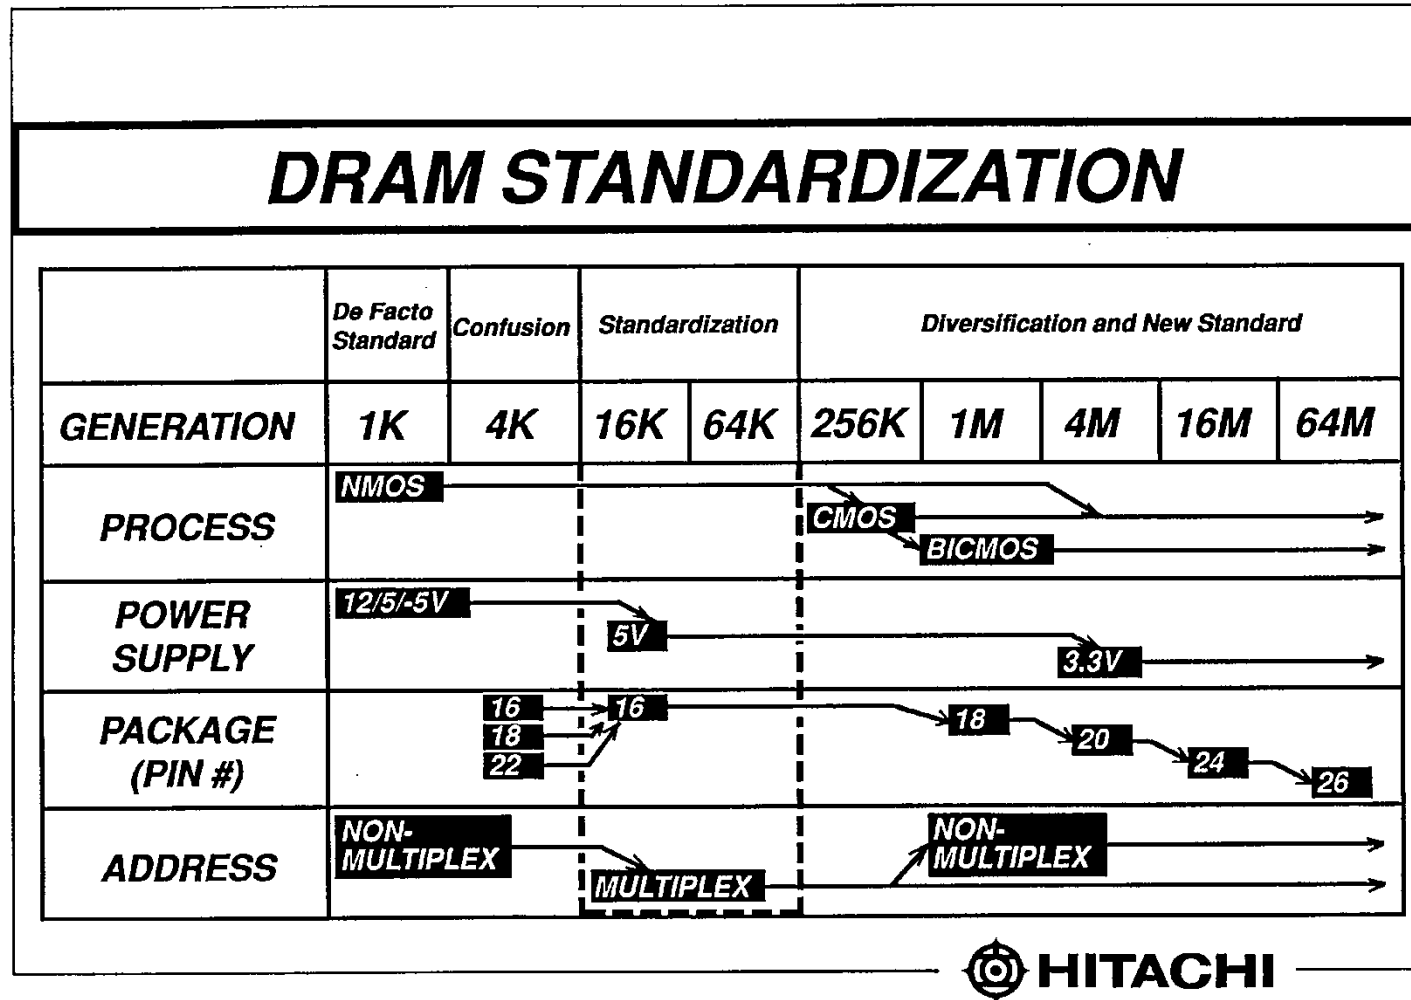 DRAM STANDARDIZATION
De Facto
Standard
Confusion
Standardization
Diversification and New Standard
GENERATION 1K 4K 16K 64K 256K 1M 4M 16M 64M
PROCESS
NMOS
CMOS
BICMOS
POWER
SUPPLY
12/5/-5V
5V
3.3V
PACKAGE
(PIN #)
16
18
22
16
18
20
24
26
ADDRESS
NON-
MULTIPLEX
MULTIPLEX
NON-
MULTIPLEX
HITACHI